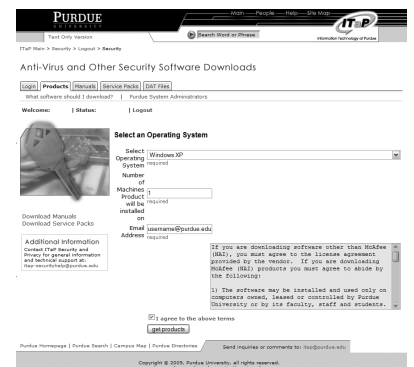 PURDUE
UNIVERSITY
Main People Help Site Map
ITaP
Information Technology at Purdue
Text Only Version
Search Word or Phrase
ITaP Main > Security > Logout > Security
Anti-Virus and Other Security Software Downloads
Login Products Manuals Service Packs DAT Files
What software should I download? | Purdue System Administrators
Welcome: | Status: | Logout
Select an Operating System
Select Operating System
Windows XP
required
Number of Machines Product will be installed on
1
required
Email Address
username@purdue.edu
required
Download Manuals
Download Service Packs
Additional Information
Contact ITaP Security and
Privacy for general information
and technical support at:
itap-securityhelp@purdue.edu
If you are downloading software other than McAfee
(NAI), you must agree to the license agreement
provided by the vendor. If you are downloading
McAfee (NAI) products you must agree to abide by
the following:
1) The software may be installed and used only on
computers owned, leased or controlled by Purdue
University or by its faculty, staff and students.
I agree to the above terms
get products
Purdue Homepage | Purdue Search | Campus Map | Purdue Directories
Send inquiries or comments to: itap@purdue.edu
Copyright © 2005, Purdue University, all rights reserved.